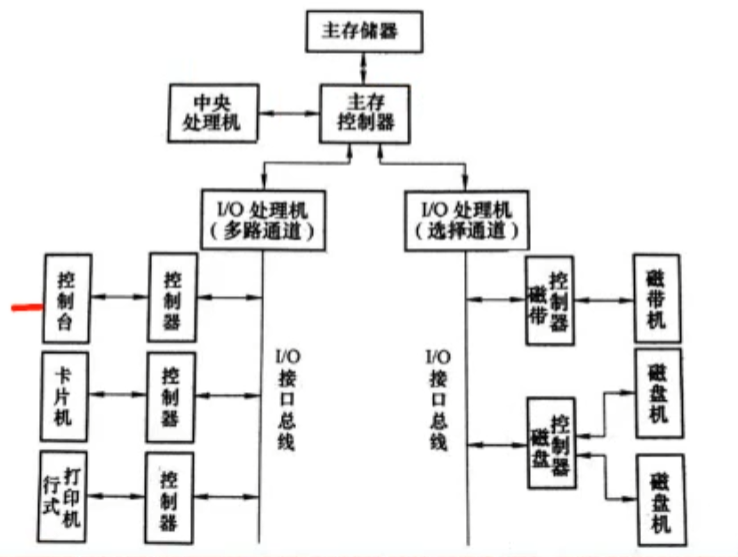 主存储器
中央
处理机
主存
控制器
I/O 处理机
(多路通道)
I/O 处理机
(选择通道)
控制台
控制器
卡片机
控制器
行式
打印机
控制器
I/O
接口总线
I/O
接口总线
磁带
控制器
磁带机
磁盘
控制器
磁盘机
磁盘机